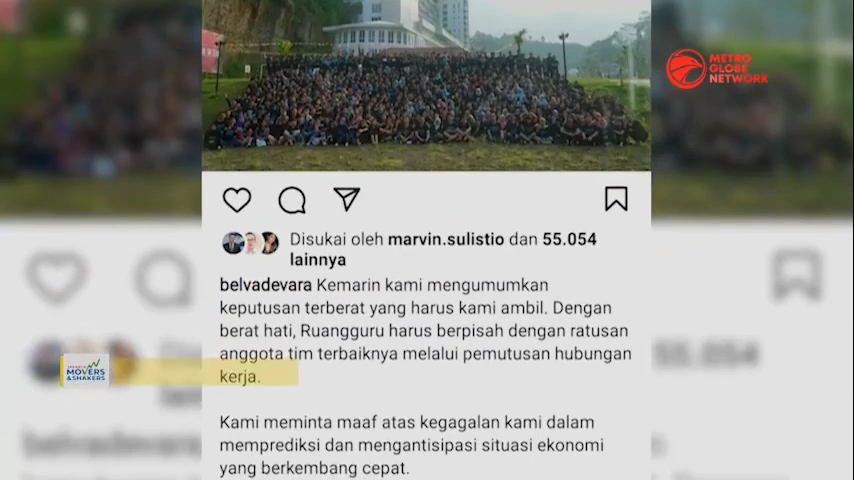 METRO
GLOBE
NETWORK
Disukai oleh marvin.sulistio dan 55.054
lainnya
belvadevara Kemarin kami mengumumkan
keputusan terberat yang harus kami ambil. Dengan
berat hati, Ruangguru harus berpisah dengan ratusan
anggota tim terbaiknya melalui pemutusan hubungan
kerja.
MOVERS
& SHAKERS
Kami meminta maaf atas kegagalan kami dalam
memprediksi dan mengantisipasi situasi ekonomi
yang berkembang cepat.